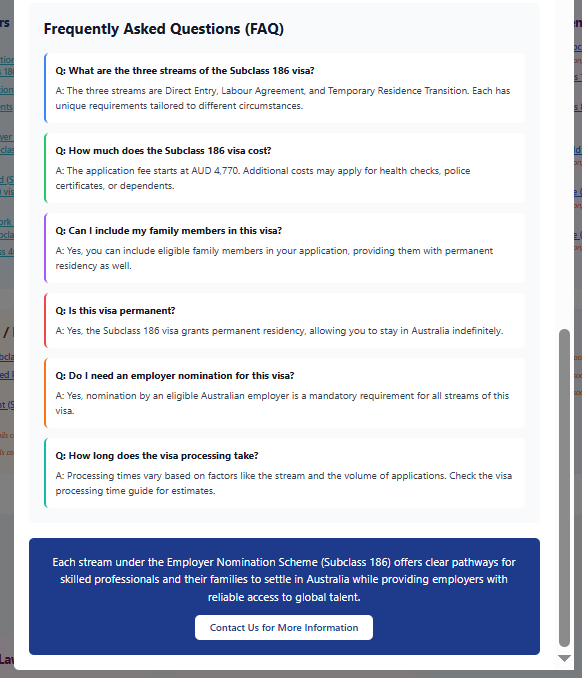 Frequently Asked Questions (FAQ)
Q: What are the three streams of the Subclass 186 visa?
A: The three streams are Direct Entry, Labour Agreement, and Temporary Residence Transition. Each has
unique requirements tailored to different circumstances.
Q: How much does the Subclass 186 visa cost?
A: The application fee starts at AUD 4,770. Additional costs may apply for health checks, police
certificates, or dependents.
Q: Can I include my family members in this visa?
A: Yes, you can include eligible family members in your application, providing them with permanent
residency as well.
Q: Is this visa permanent?
A: Yes, the Subclass 186 visa grants permanent residency, allowing you to stay in Australia indefinitely.
Q: Do I need an employer nomination for this visa?
A: Yes, nomination by an eligible Australian employer is a mandatory requirement for all streams of this
visa.
Q: How long does the visa processing take?
A: Processing times vary based on factors like the stream and the volume of applications. Check the visa
processing time guide for estimates.
Each stream under the Employer Nomination Scheme (Subclass 186) offers clear pathways for
skilled professionals and their families to settle in Australia while providing employers with
reliable access to global talent.
Contact Us for More Information